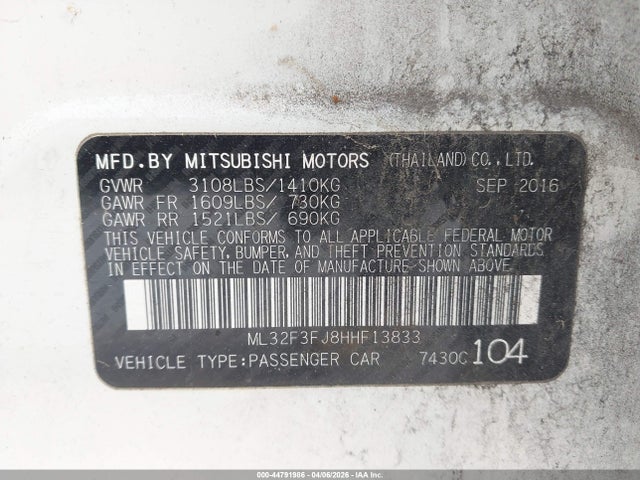 MFD.BY MITSUBISHI MOTORS (THAILAND) CO., LTD.
GVWR 3108LBS/1410KG SEP 2016
GAWR FR 1609LBS/ 730KG
GAWR RR 1521LBS/ 690KG
THIS VEHICLE CONFORMS TO ALL APPLICABLE FEDERAL MOTOR
VEHICLE SAFETY, BUMPER, AND THEFT PREVENTION STANDARDS
IN EFFECT ON THE DATE OF MANUFACTURE SHOWN ABOVE.
ML32F3FJ8HHF13833
VEHICLE TYPE:PASSENGER CAR 7430C 104
000-44791986 - 04/06/2026 - IAAI.COM